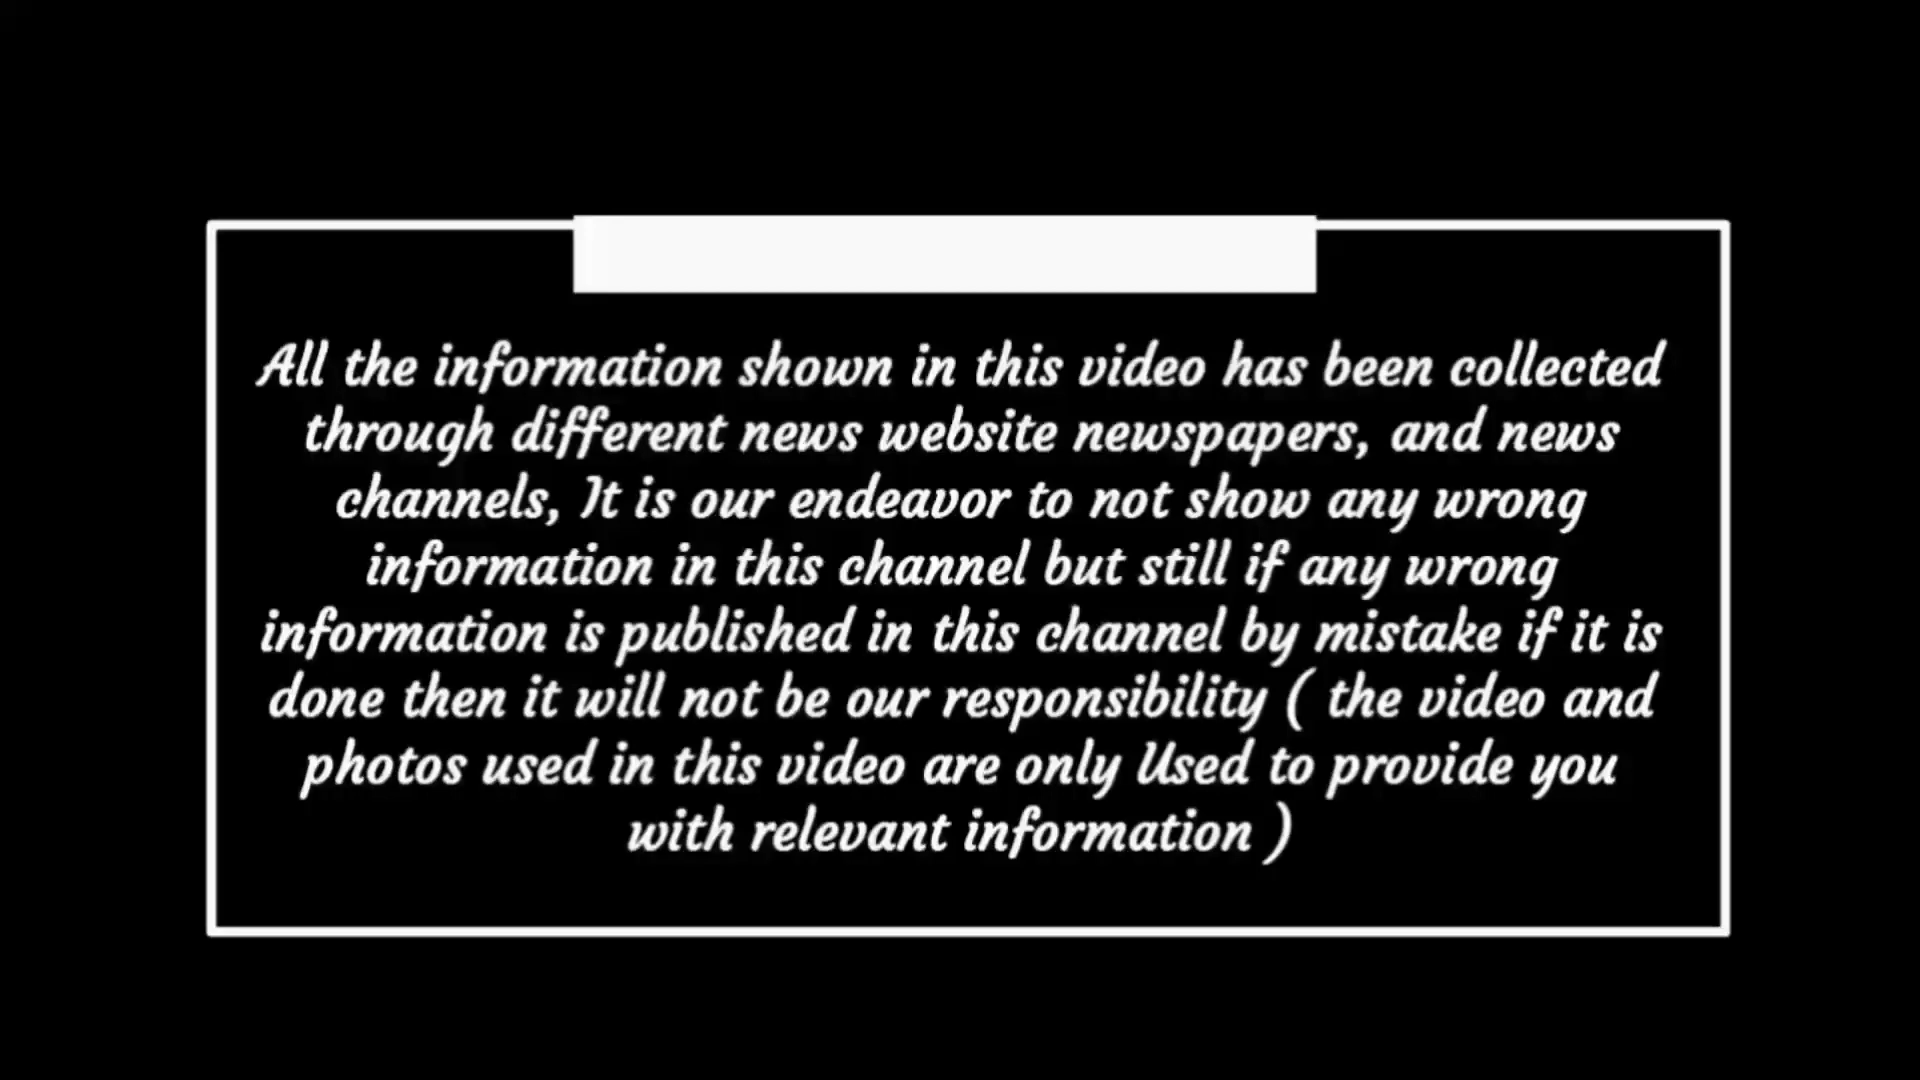 All the information shown in this video has been collected
through different news website newspapers, and news
channels, It is our endeavor to not show any wrong
information in this channel but still if any wrong
information is published in this channel by mistake if it is
done then it will not be our responsibility ( the video and
photos used in this video are only Used to provide you
with relevant information )